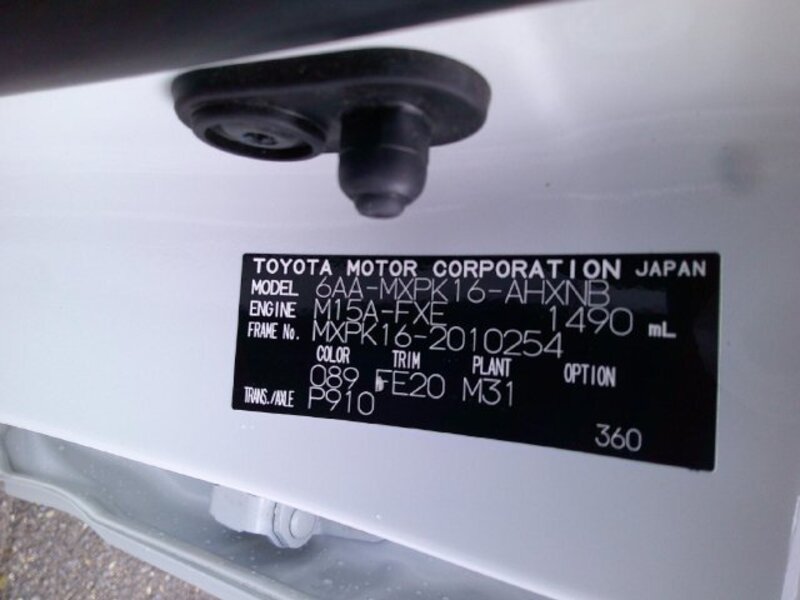 TOYOTA MOTOR CORPORATION JAPAN
MODEL 6AA-MXPK16-AHXNB
ENGINE M15A-FXE 1490 mL
FRAME No. MXPK16-2010254
COLOR TRIM PLANT OPTION
089 FE20 M31
TRANS./AXLE P910
360